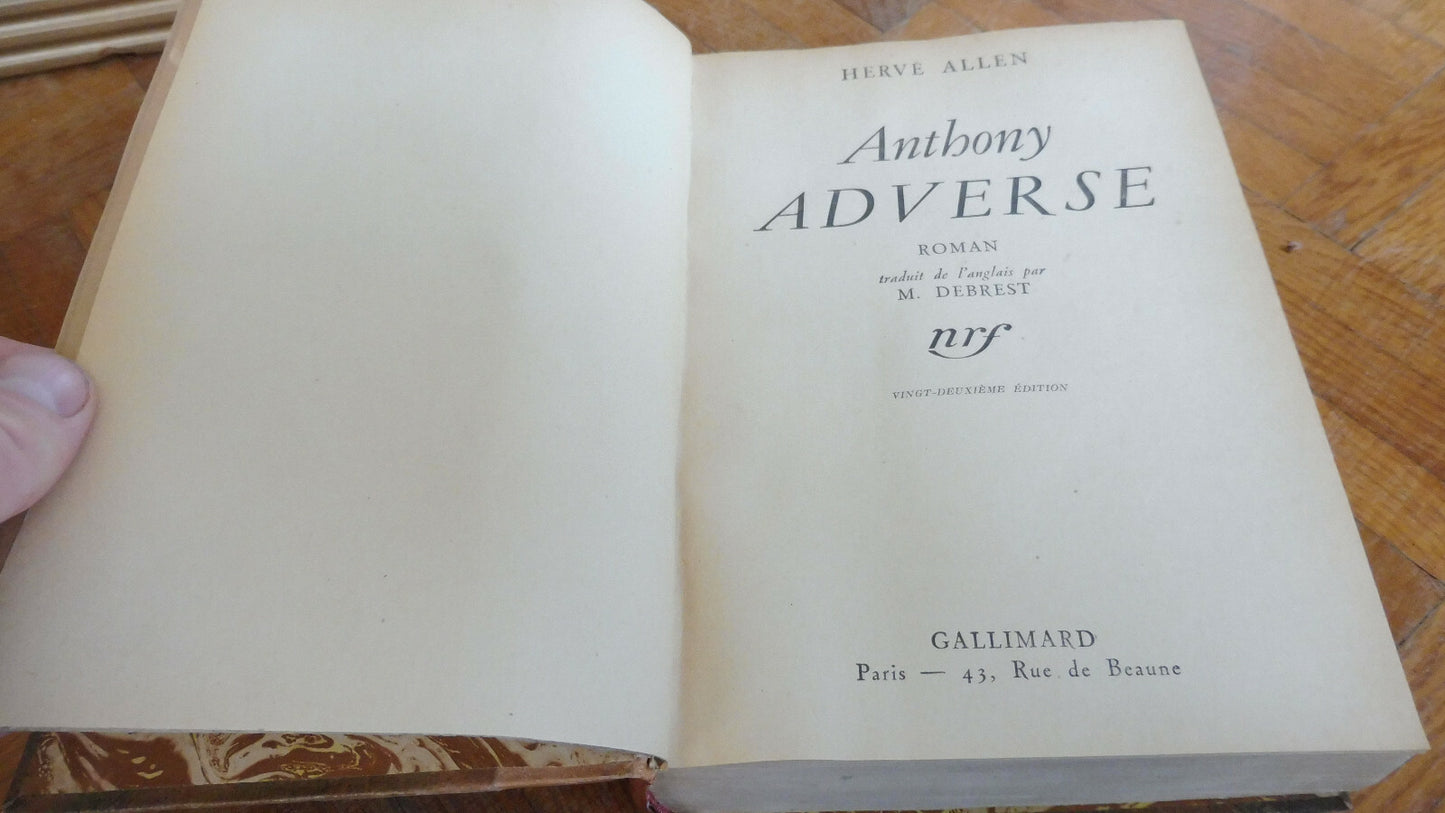 HERVE ALLEN
Anthony
ADVERSE
ROMAN
traduit de l'anglais par
M. DEBREST
nrf
VINGT-DEUXIÈME ÉDITION
GALLIMARD
Paris — 43, Rue de Beaune